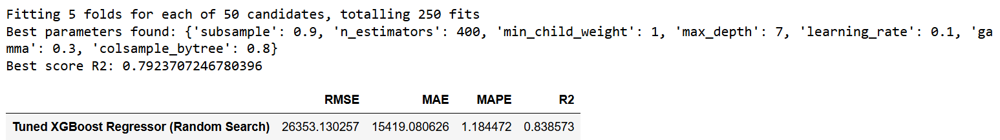 Fitting 5 folds for each of 50 candidates, totalling 250 fits
Best parameters found: {'subsample': 0.9, 'n_estimators': 400, 'min_child_weight': 1, 'max_depth': 7, 'learning_rate': 0.1, 'ga
mma': 0.3, 'colsample_bytree': 0.8}
Best score R2: 0.7923707246780396
RMSE MAE MAPE R2
Tuned XGBoost Regressor (Random Search) 26353.130257 15419.080626 1.184472 0.838573